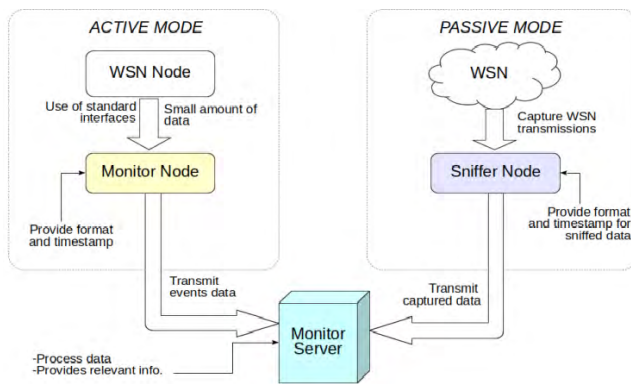 ACTIVE MODE
WSN Node
Use of standard
interfaces
Small amount of
data
Monitor Node
Provide format
and timestamp
Transmit
events data
PASSIVE MODE
WSN
Capture WSN
transmissions
Sniffer Node
Provide format
and timestamp for
sniffed data
Transmit
captured data
Monitor
Server
-Process data
-Provides relevant info.